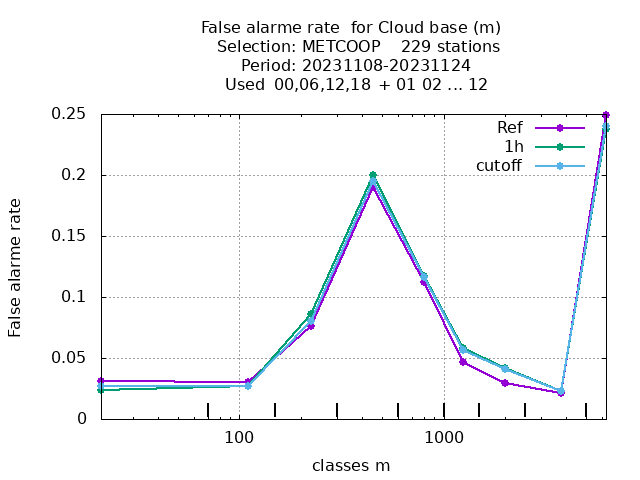 False alarme rate  for Cloud base (m)
Selection: METCOOP    229 stations
Period: 20231108-20231124
Used  00,06,12,18 + 01 02 ... 12
0.25
0.2
0.15
0.1
0.05
0
False alarme rate
Ref
1h
cutoff
100
1000
classes m